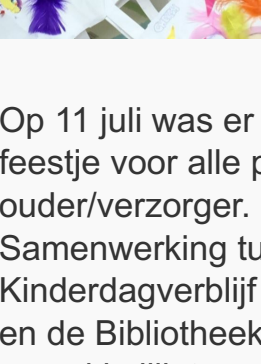 Op 11 juli was er
feestje voor alle p
ouder/verzorger.
Samenwerking tu
Kinderdagverblijf
en de Bibliotheek